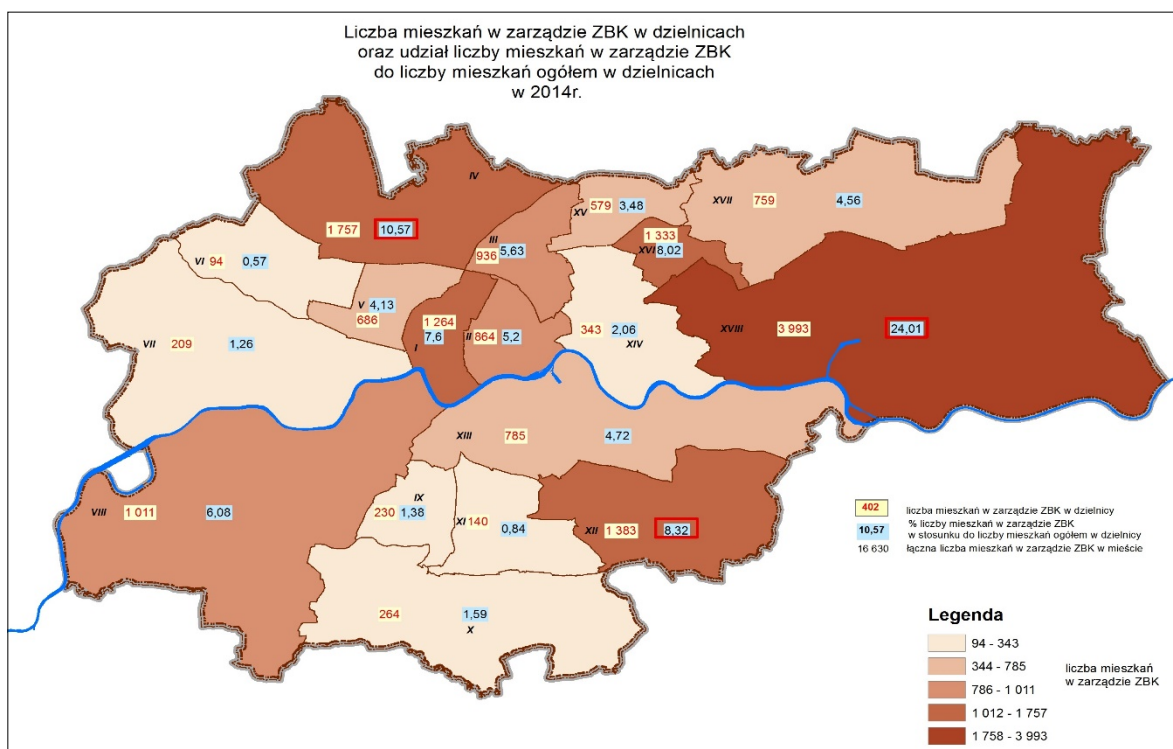 Liczba mieszkań w zarządzie ZBK w dzielnicach
oraz udział liczby mieszkań w zarządzie ZBK
do liczby mieszkań ogółem w dzielnicach
w 2014r.
IV
1 757 10,57
XV 579 3,48
XVII 759 4,56
III
936 5,63
1 333
XVI 8,02
VI 94 0,57
V 4,13
686
I 1 264
7,6
II 864 5,2
343 2,06
XIV
XVIII 3 993 24,01
VII 209 1,26
XIII 785 4,72
VIII 1 011 6,08
IX
230 1,38
XI 140 0,84
XII 1 383 8,32
264 1,59
X
402 liczba mieszkań w zarządzie ZBK w dzielnicy
10,57 % liczby mieszkań w zarządzie ZBK
w stosunku do liczby mieszkań ogółem w dzielnicy
16 630 łączna liczba mieszkań w zarządzie ZBK w mieście
Legenda
94 - 343
344 - 785
786 - 1 011
1 012 - 1 757
1 758 - 3 993
liczba mieszkań
w zarządzie ZBK